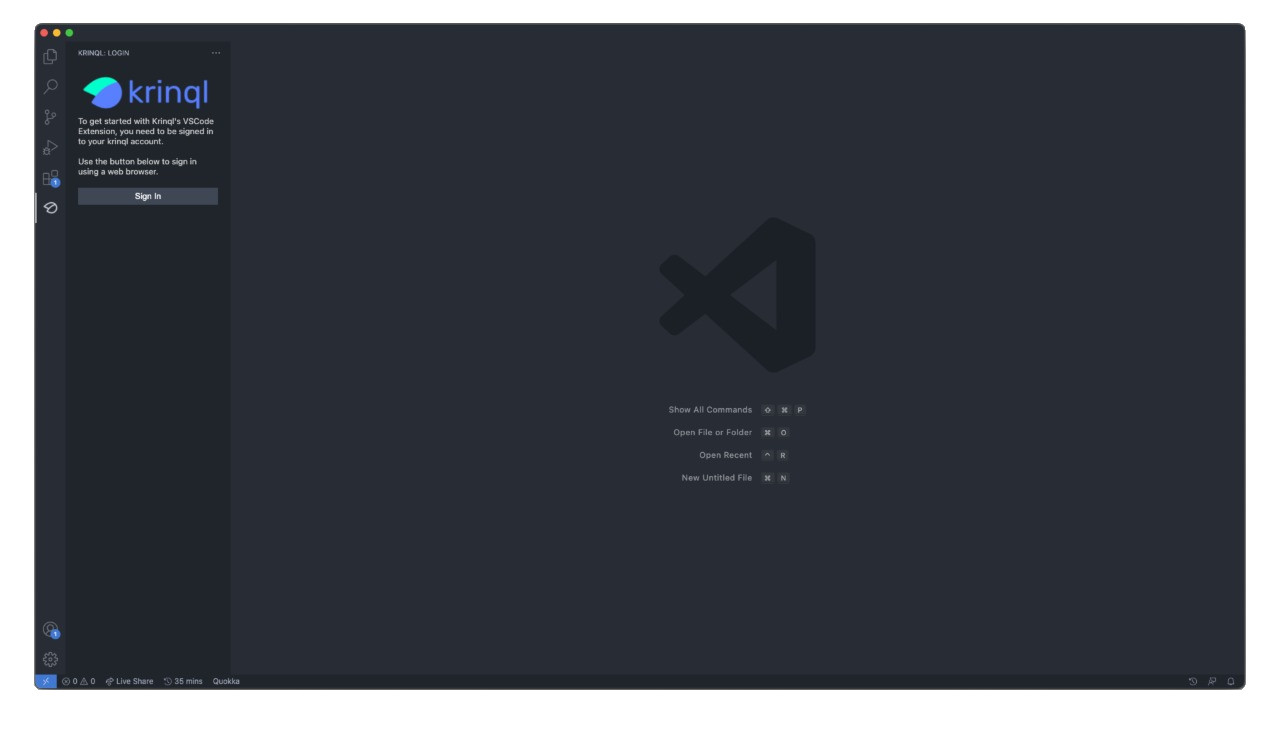 KRINQL: LOGIN
krinql
To get started with Krinql's VSCode
Extension, you need to be signed in
to your krinql account.
Use the button below to sign in
using a web browser.
Sign In
1
Show All Commands ⇧ ⌘ P
Open File or Folder ⌘ O
Open Recent ^ R
New Untitled File ⌘ N
1
0 0 Live Share 35 mins Quokka